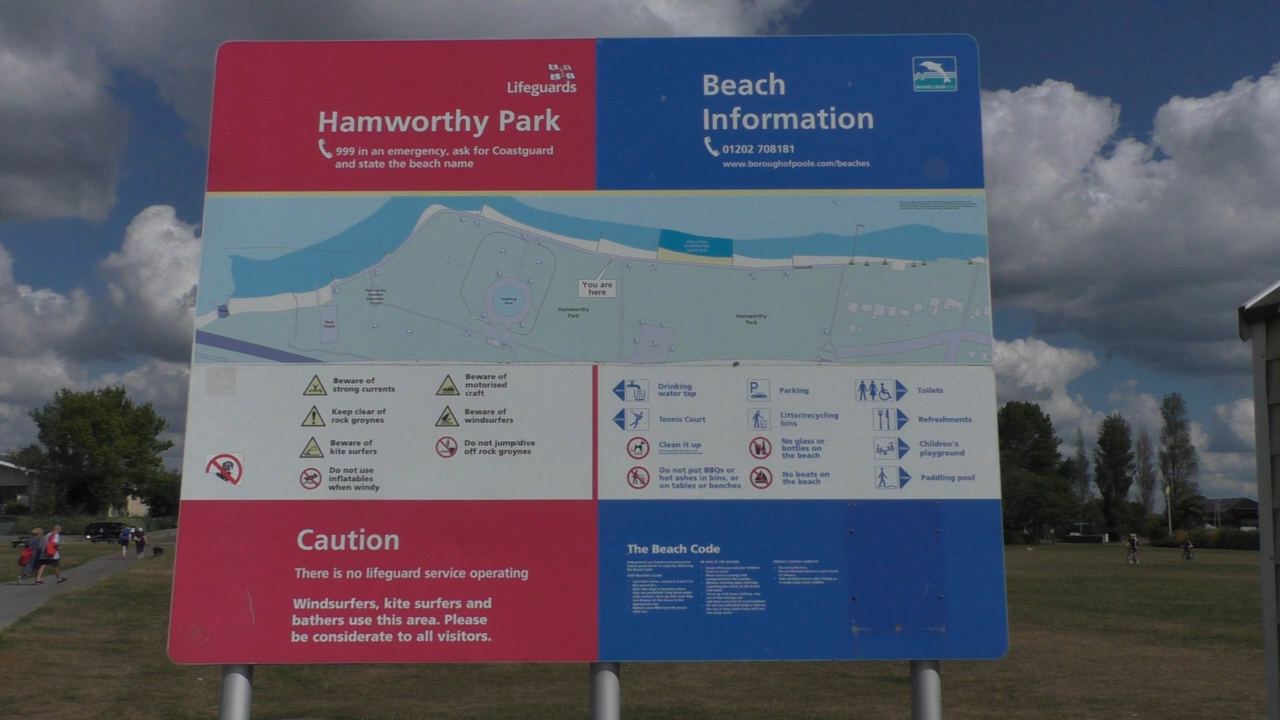 Lifeguards
Hamworthy Park
999 in an emergency, ask for Coastguard
and state the beach name
Beach
Information
01202 708181
www.boroughofpoole.com/beaches
You are
here
Paddling
Pool
Hamworthy
Park
Hamworthy
Park
Beware of
strong currents
Keep clear of
rock groynes
Beware of
kite surfers
Do not use
inflatables
when windy
Beware of
motorised
craft
Beware of
windsurfers
Do not jump/dive
off rock groynes
Drinking
water tap
Tennis Court
Clean it up
Do not put BBQs or
hot ashes in bins, or
on tables or benches
P
Parking
Litter/recycling
bins
No glass or
bottles on
the beach
No boats on
the beach
Toilets
Refreshments
Children's
playground
Paddling pool
Caution
There is no lifeguard service operating
Windsurfers, kite surfers and
bathers use this area. Please
be considerate to all visitors.
The Beach Code